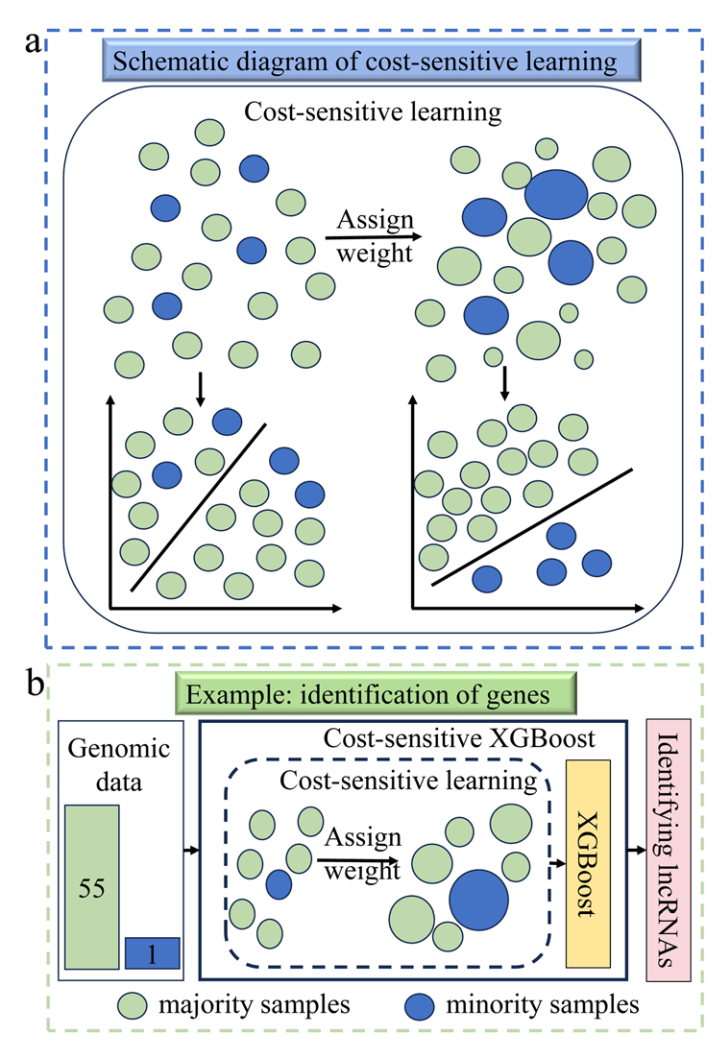 a
Schematic diagram of cost-sensitive learning
Cost-sensitive learning
Assign
weight
b
Example: identification of genes
Genomic
data
55
1
Cost-sensitive XGBoost
Cost-sensitive learning
Assign
weight
XGBoost
Identifying lncRNAs
majority samples
minority samples